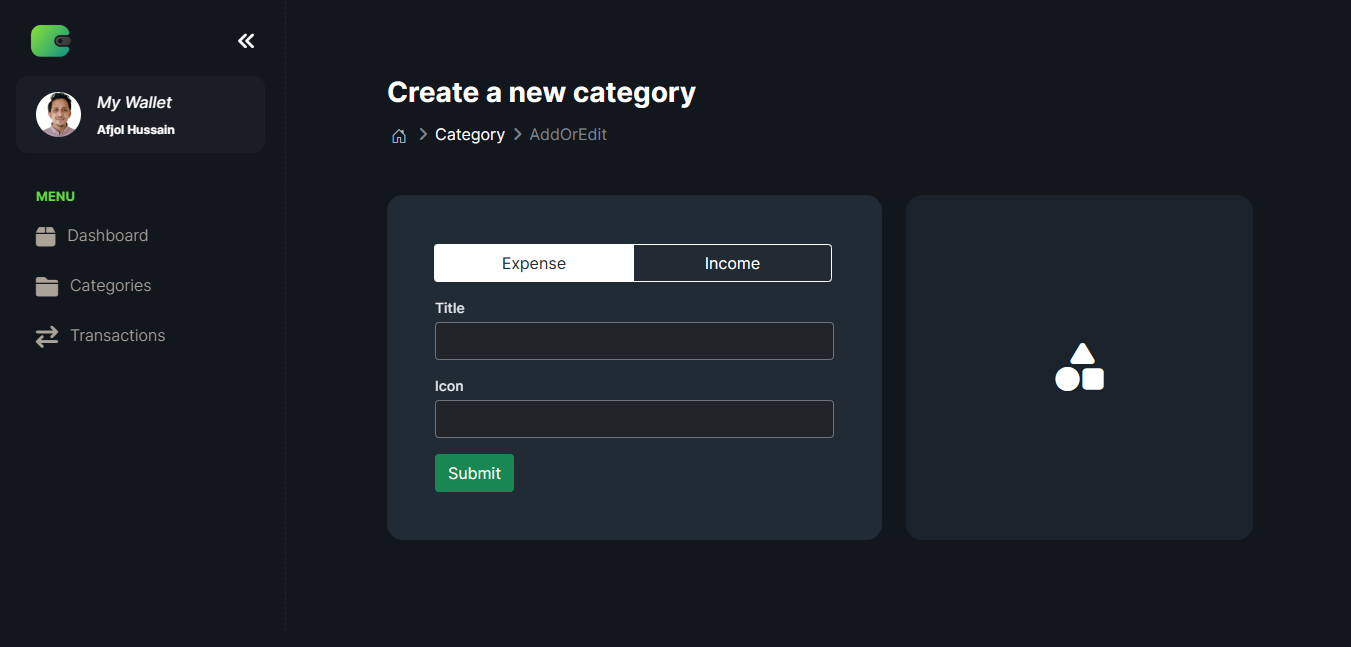 My Wallet
Afjol Hussain
MENU
Dashboard
Categories
Transactions
Create a new category
Category AddOrEdit
Expense Income
Title
Icon
Submit